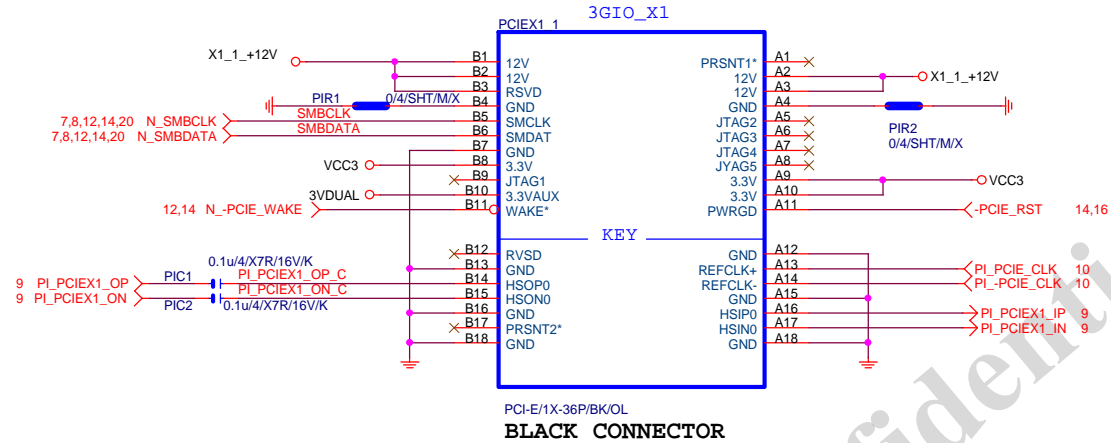 3GIO_X1
PCIEX1_1
X1_1_+12V B1 12V PRSNT1* A1
B2 12V 12V A2 X1_1_+12V
B3 RSVD 12V A3
PIR1 0/4/SHT/M/X B4 GND GND A4
7,8,12,14,20 N_SMBCLK SMBCLK B5 SMCLK JTAG2 A5
7,8,12,14,20 N_SMBDATA SMBDATA B6 SMDAT JTAG3 A6 PIR2
B7 GND JTAG4 A7 0/4/SHT/M/X
VCC3 B8 3.3V JYAG5 A8
B9 JTAG1 3.3V A9 VCC3
3VDUAL B10 3.3VAUX 3.3V A10
12,14 N_-PCIE_WAKE B11 WAKE* PWRGD A11 -PCIE_RST 14,16
KEY
B12 RVSD GND A12
0.1u/4/X7R/16V/K B13 GND REFCLK+ A13 PI_PCIE_CLK 10
9 PI_PCIEX1_OP PIC1 PI_PCIEX1_OP_C B14 HSOP0 REFCLK- A14 PI_-PCIE_CLK 10
9 PI_PCIEX1_ON PIC2 PI_PCIEX1_ON_C B15 HSON0 GND A15
0.1u/4/X7R/16V/K B16 GND HSIP0 A16 PI_PCIEX1_IP 9
B17 PRSNT2* HSIN0 A17 PI_PCIEX1_IN 9
B18 GND GND A18
PCI-E/1X-36P/BK/OL
BLACK CONNECTOR
fidenti